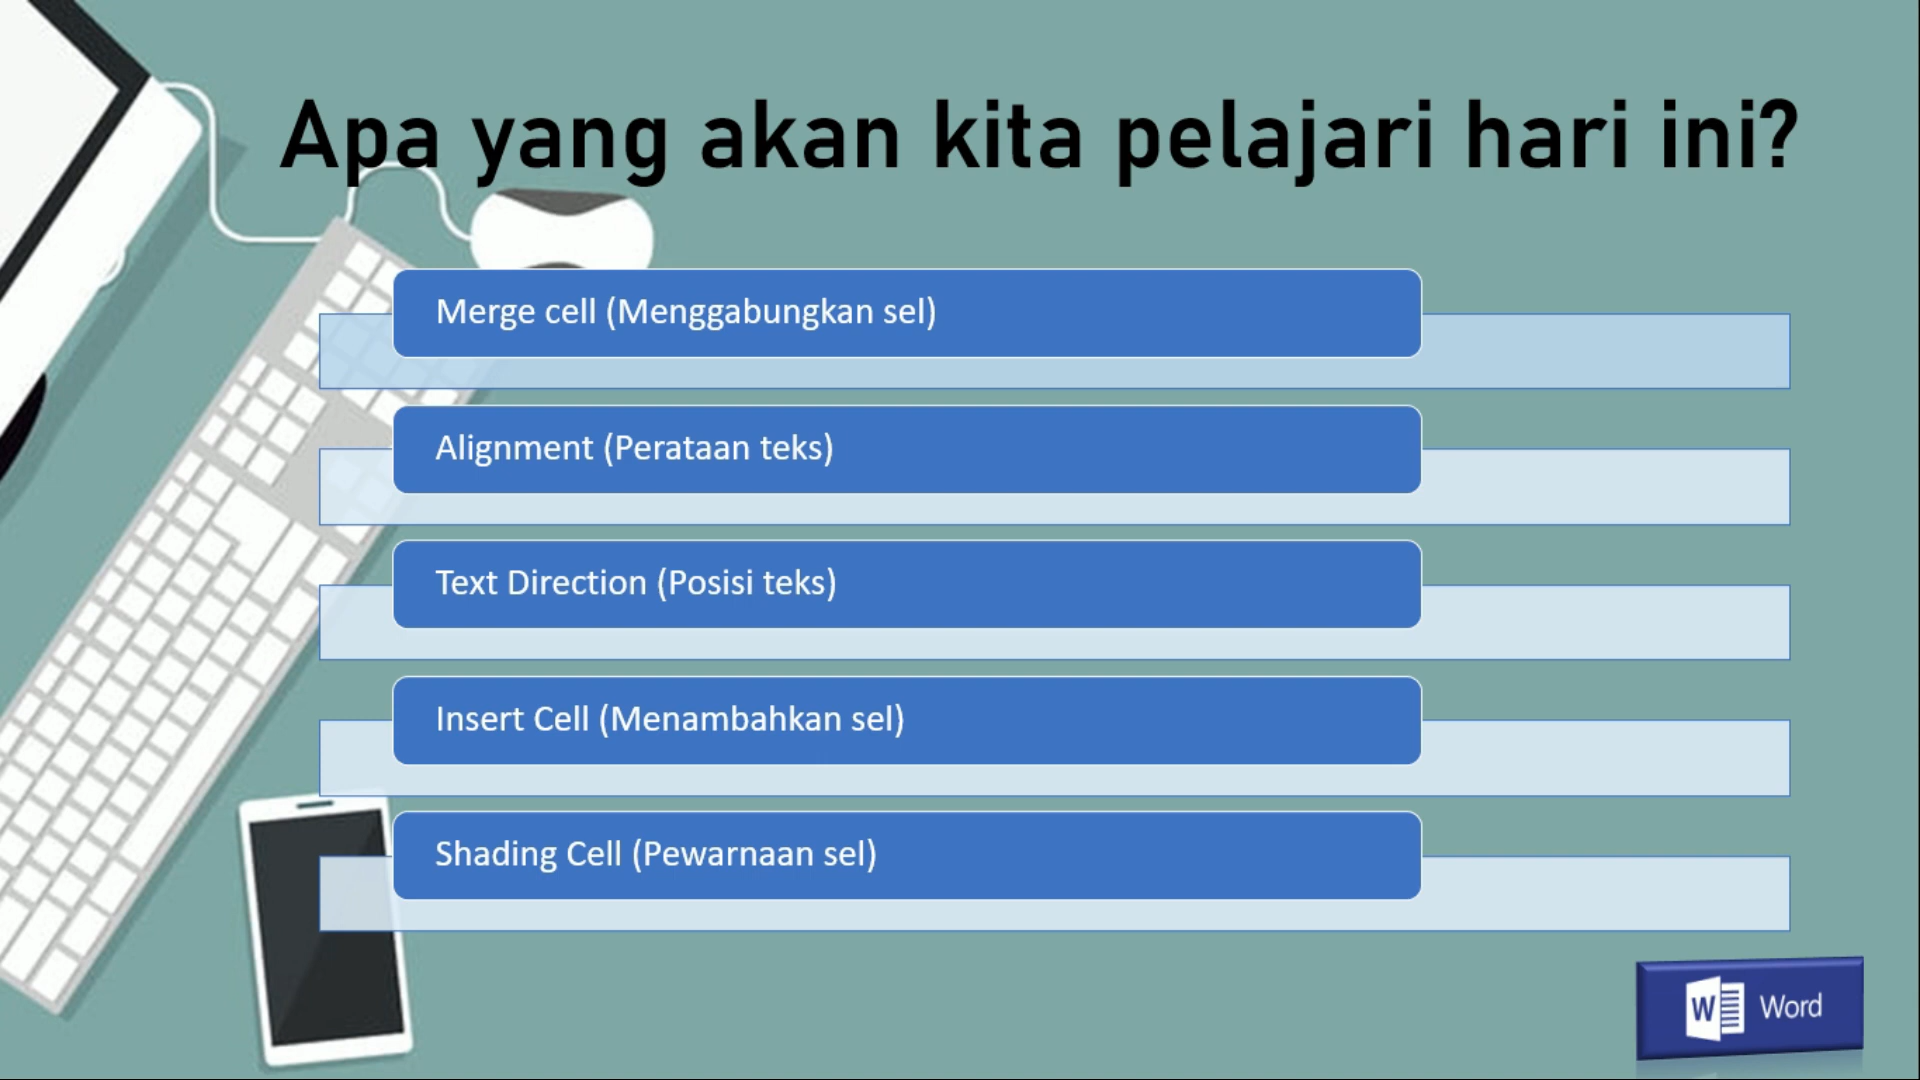 Apa yang akan kita pelajari hari ini?
Merge cell (Menggabungkan sel)
Alignment (Perataan teks)
Text Direction (Posisi teks)
Insert Cell (Menambahkan sel)
Shading Cell (Pewarnaan sel)
W Word